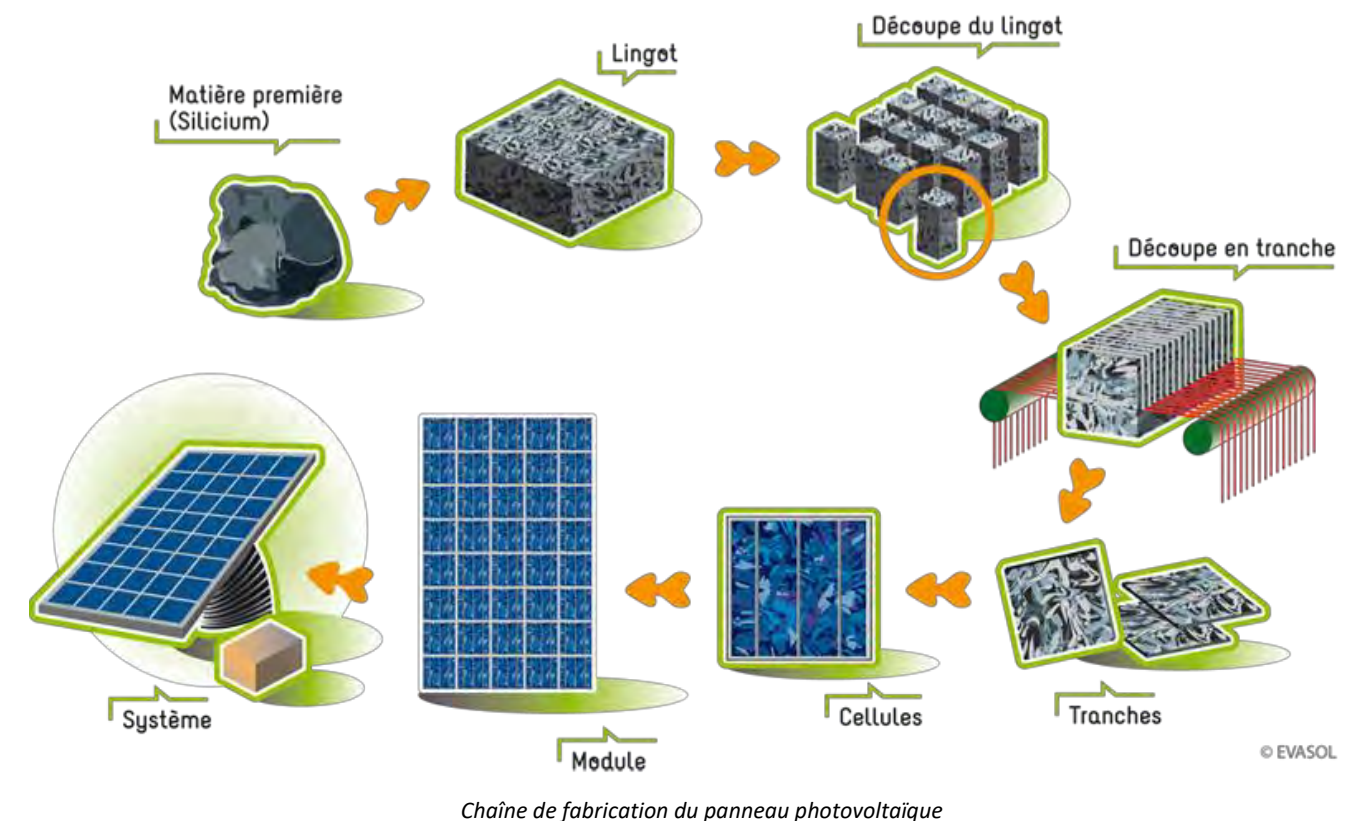 Matière première
(Silicium)
Lingot
Découpe du lingot
Découpe en tranche
Tranches
Cellules
Module
Système
© EVASOL
Chaîne de fabrication du panneau photovoltaïque